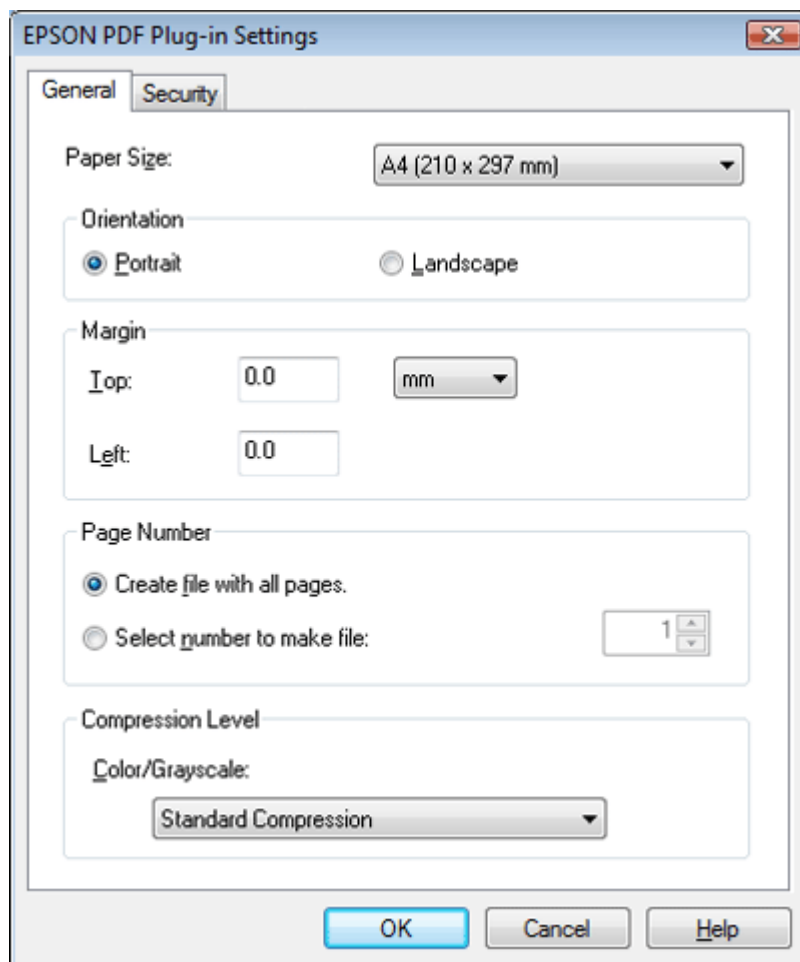 EPSON PDF Plug-in Settings
General Security
Paper Size: A4 (210 x 297 mm)
Orientation
Portrait Landscape
Margin
Top: 0.0 mm
Left: 0.0
Page Number
Create file with all pages.
Select number to make file: 1
Compression Level
Color/Grayscale:
Standard Compression
OK Cancel Help